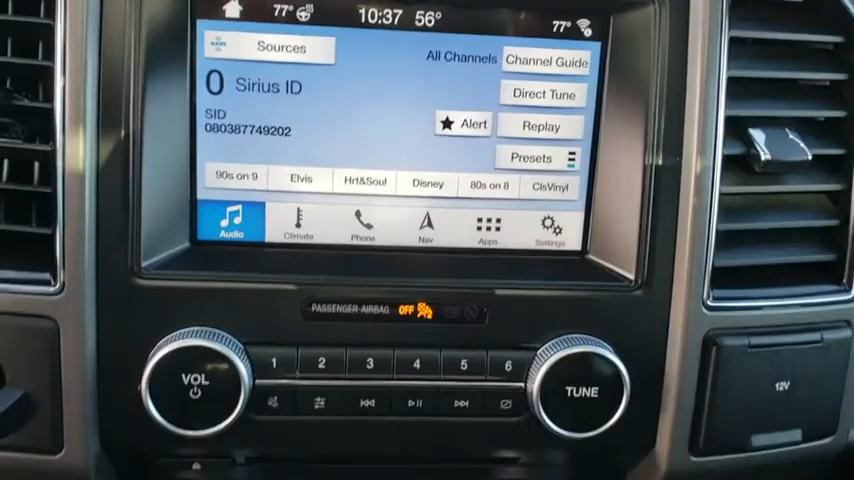 77° 10:37 56° 77°
Sources
All Channels
Channel Guide
0 Sirius ID
Direct Tune
SID
080387749202
Alert
Replay
Presets
90s on 9 Elvis Hrt&Soul Disney 80s on 8 ClsVinyl
Audio Climate Phone Nav Apps Settings
PASSENGER AIRBAG OFF
VOL
1 2 3 4 5 6
TUNE
12V